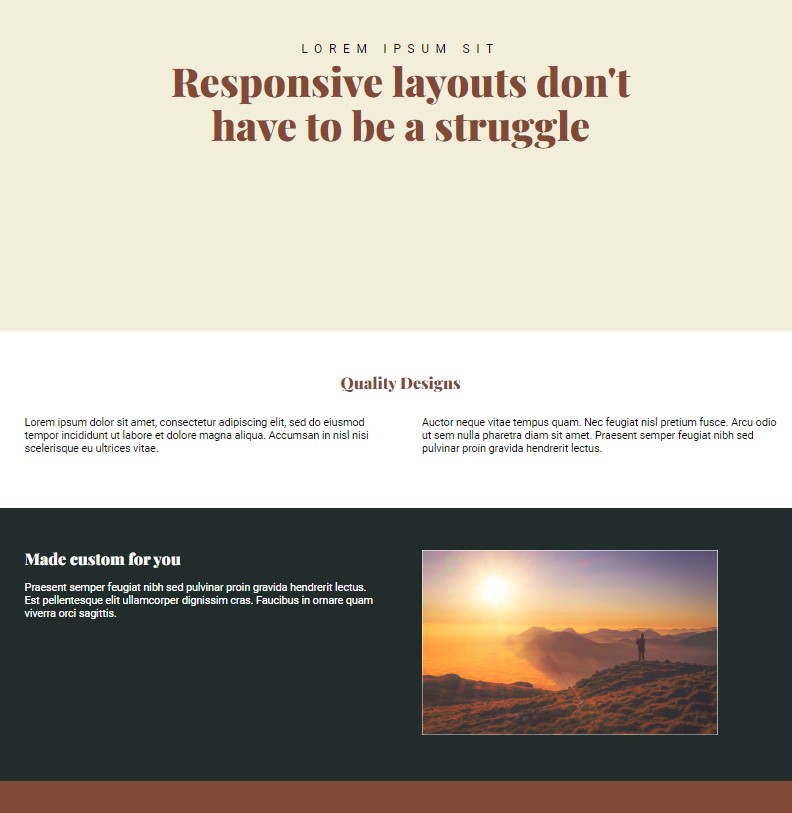 LOREM IPSUM SIT
Responsive layouts don't
have to be a struggle
Quality Designs
Lorem ipsum dolor sit amet, consectetur adipiscing elit, sed do eiusmod
tempor incididunt ut labore et dolore magna aliqua. Accumsan in nisl nisi
scelerisque eu ultrices vitae.
Auctor neque vitae tempus quam. Nec feugiat nisl pretium fusce. Arcu odio
ut sem nulla pharetra diam sit amet. Praesent semper feugiat nibh sed
pulvinar proin gravida hendrerit lectus.
Made custom for you
Praesent semper feugiat nibh sed pulvinar proin gravida hendrerit lectus.
Est pellentesque elit ullamcorper dignissim cras. Faucibus in ornare quam
viverra orci sagittis.